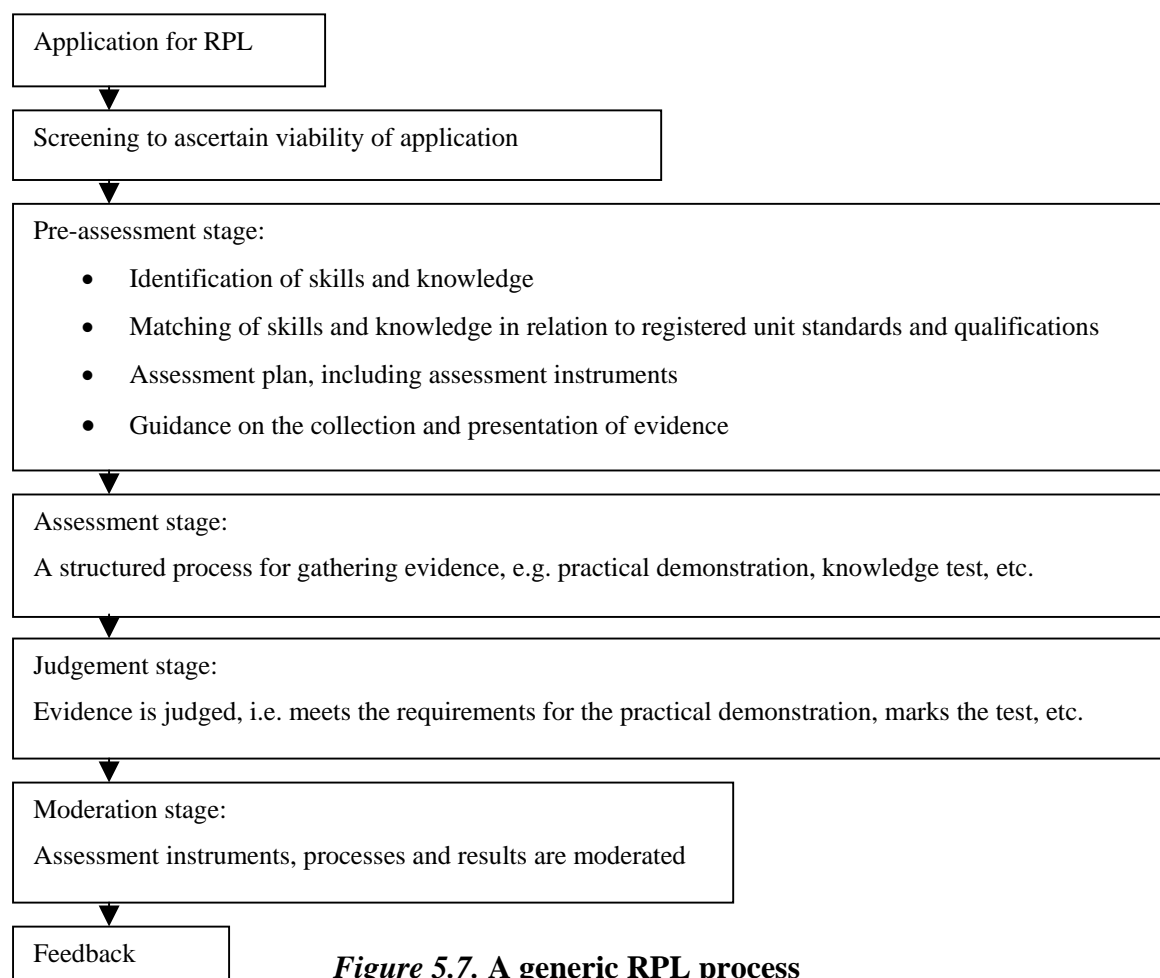 Application for RPL
Screening to ascertain viability of application
Pre-assessment stage:
• Identification of skills and knowledge
• Matching of skills and knowledge in relation to registered unit standards and qualifications
• Assessment plan, including assessment instruments
• Guidance on the collection and presentation of evidence
Assessment stage:
A structured process for gathering evidence, e.g. practical demonstration, knowledge test, etc.
Judgement stage:
Evidence is judged, i.e. meets the requirements for the practical demonstration, marks the test, etc.
Moderation stage:
Assessment instruments, processes and results are moderated
Feedback
Figure 5.7. A generic RPL process